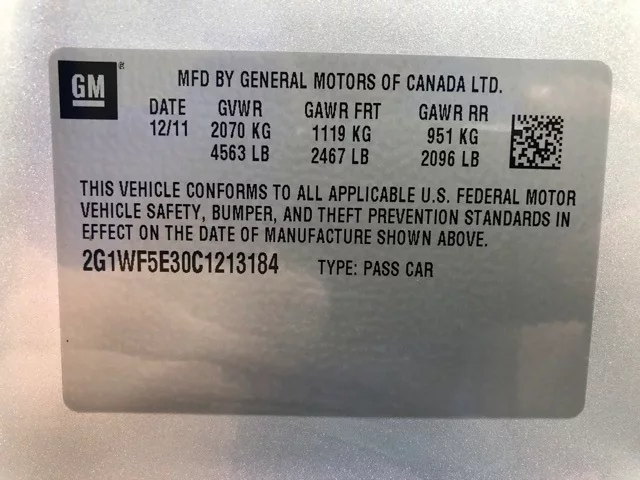 GM
MFD BY GENERAL MOTORS OF CANADA LTD.
DATE GVWR GAWR FRT GAWR RR
12/11 2070 KG 1119 KG 951 KG
4563 LB 2467 LB 2096 LB
THIS VEHICLE CONFORMS TO ALL APPLICABLE U.S. FEDERAL MOTOR
VEHICLE SAFETY, BUMPER, AND THEFT PREVENTION STANDARDS IN
EFFECT ON THE DATE OF MANUFACTURE SHOWN ABOVE.
2G1WF5E30C1213184 TYPE: PASS CAR